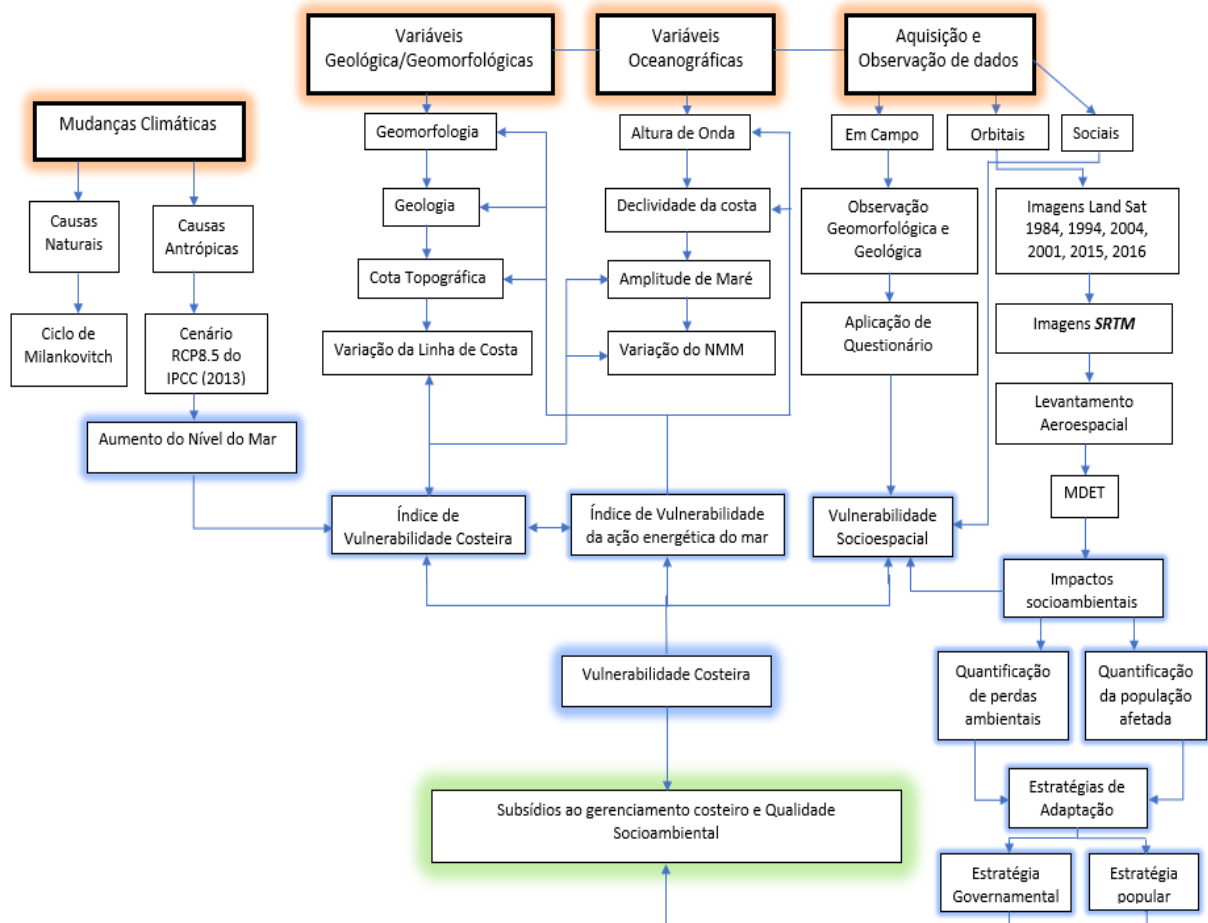 Variáveis
Geológica/Geomorfológicas
Variáveis
Oceanográficas
Aquisição e
Observação de dados
Mudanças Climáticas
Geomorfologia
Altura de Onda
Em Campo
Orbitais
Sociais
Causas
Naturais
Causas
Antrópicas
Geologia
Declividade da costa
Observação
Geomorfológica e
Geológica
Imagens Land Sat
1984, 1994, 2004,
2001, 2015, 2016
Cota Topográfica
Amplitude de Maré
Ciclo de
Milankovitch
Cenário
RCP8.5 do
IPCC (2013)
Variação da Linha de Costa
Variação do NMM
Aplicação de
Questionário
Imagens SRTM
Levantamento
Aeroespacial
Aumento do Nível do Mar
MDET
Índice de
Vulnerabilidade Costeira
Índice de Vulnerabilidade
da ação energética do mar
Vulnerabilidade
Socioespacial
Impactos
socioambientais
Vulnerabilidade Costeira
Quantificação
de perdas
ambientais
Quantificação
da população
afetada
Estratégias de
Adaptação
Subsídios ao gerenciamento costeiro e Qualidade
Socioambiental
Estratégia
Governamental
Estratégia
popular